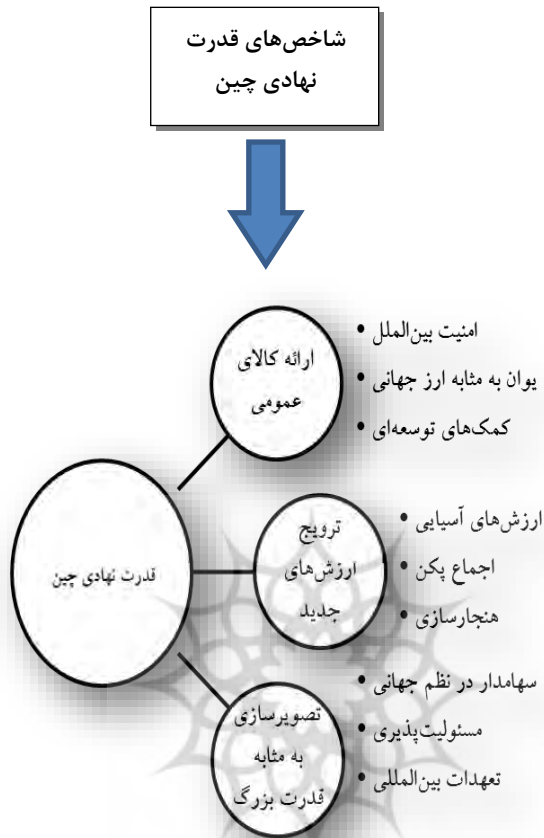 شاخص‌های قدرت
نهادی چین
ارائه کالای
عمومی
• امنیت بین‌الملل
• یوان به مثابه ارز جهانی
• کمک‌های توسعه‌ای
قدرت نهادی چین
ترویج
ارزش‌های
جدید
• ارزش‌های آسیایی
• اجماع پکن
• هنجارسازی
تصویرسازی
به مثابه
قدرت بزرگ
• سهامدار در نظم جهانی
• مسئولیت‌پذیری
• تعهدات بین‌المللی